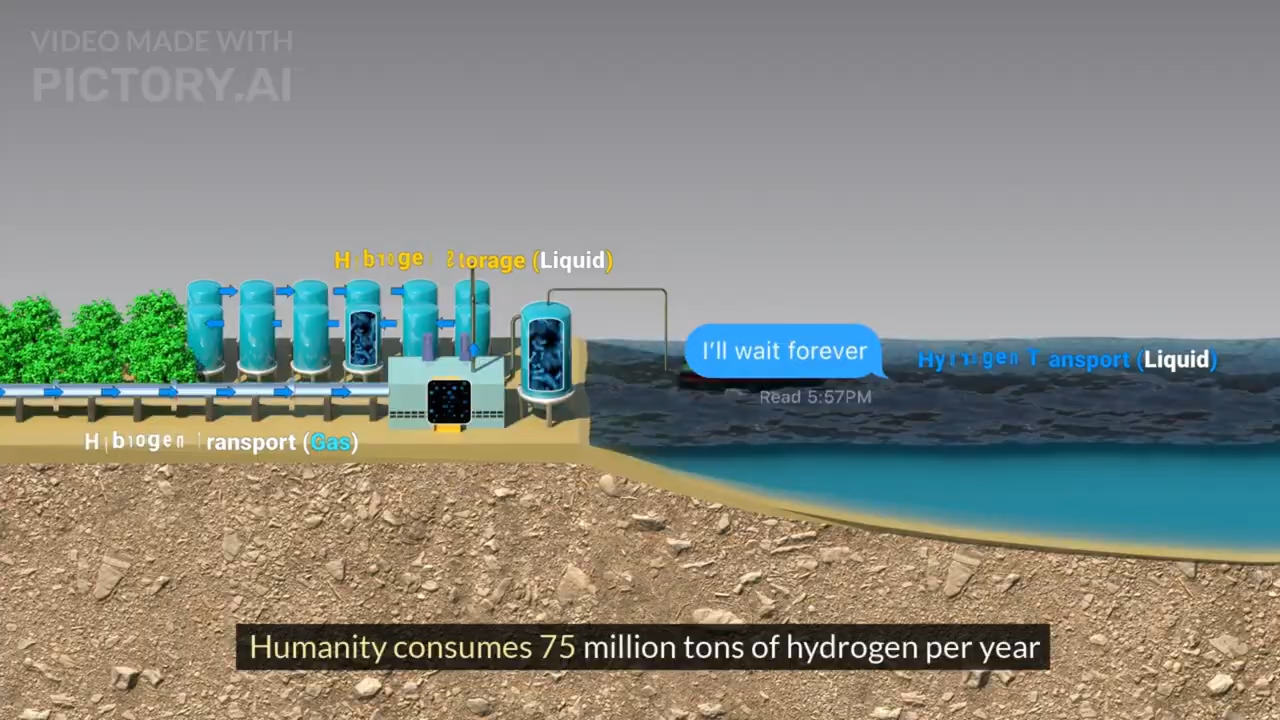 VIDEO MADE WITH
PICTORY.AI
torage (Liquid)
I'll wait forever
ansport (Liquid)
Read 5:57PM
ransport (Gas)
Humanity consumes 75 million tons of hydrogen per year